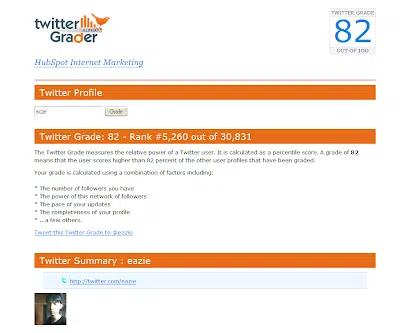 twitter
Grader
TWITTER GRADE
82
OUT OF 100
HubSpot Internet Marketing
Twitter Profile
Grade
Twitter Grade: 82 - Rank #5,260 out of 30,831
The Twitter Grade measures the relative power of a Twitter user. It is calculated as a percentile score. A grade of 82
means that the user scores higher than 82 percent of the other user profiles that have been graded.
Your grade is calculated using a combination of factors including:
* The number of followers you have
* The power of this network of followers
* The pace of your updates
* The completeness of your profile
* ...a few others.
Tweet this Twitter Grade to @eazie
Twitter Summary : eazie
http://twitter.com/eazie